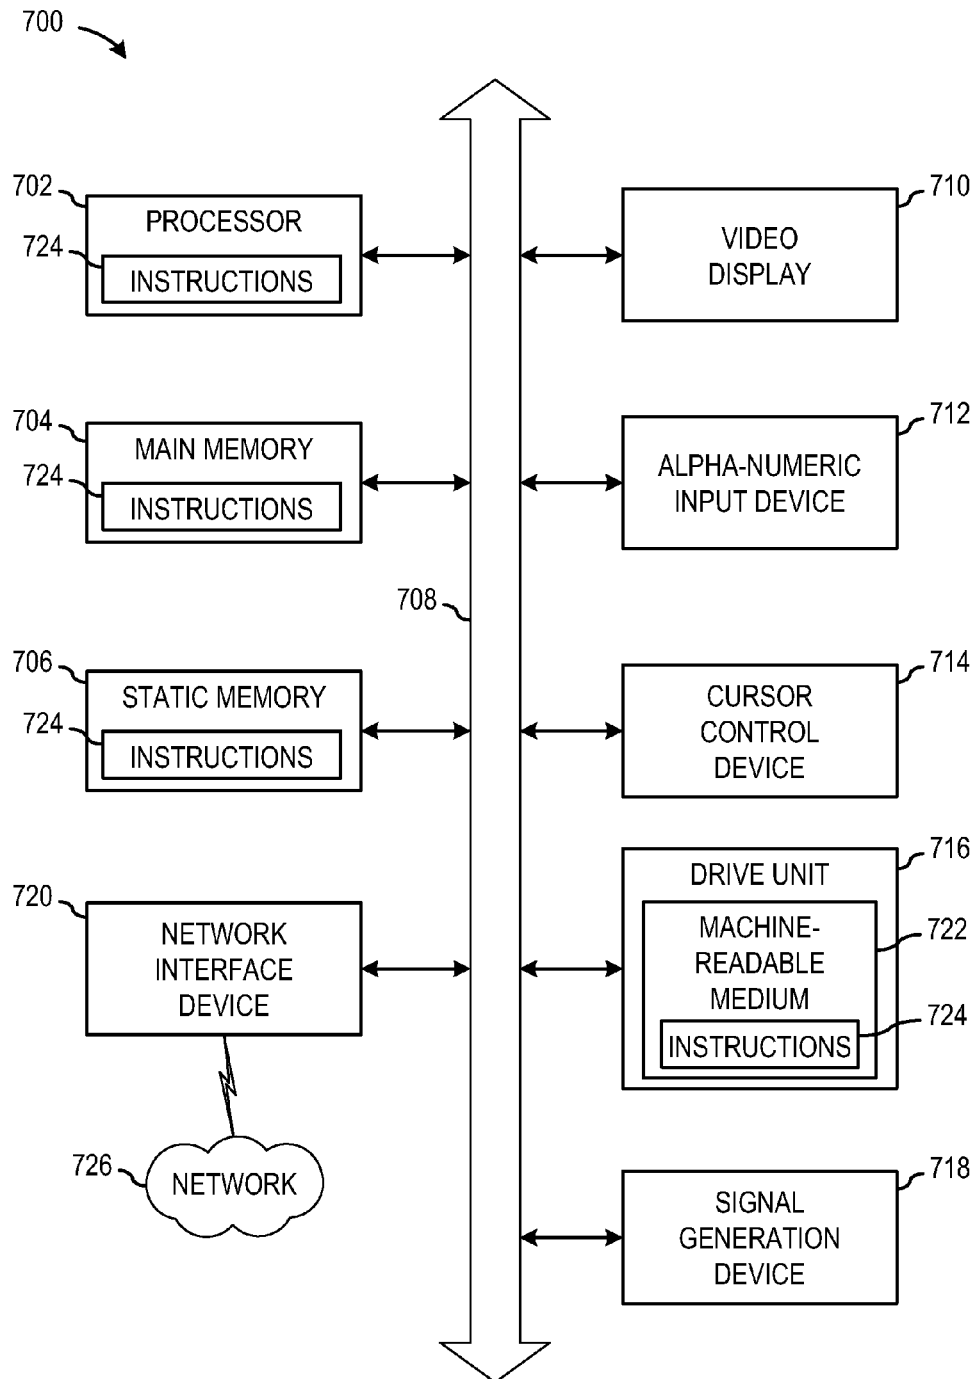 700
702
PROCESSOR
724
INSTRUCTIONS
704
MAIN MEMORY
724
INSTRUCTIONS
708
706
STATIC MEMORY
724
INSTRUCTIONS
720
NETWORK
INTERFACE
DEVICE
726
NETWORK
710
VIDEO
DISPLAY
712
ALPHA-NUMERIC
INPUT DEVICE
714
CURSOR
CONTROL
DEVICE
716
DRIVE UNIT
722
MACHINE-
READABLE
MEDIUM
724
INSTRUCTIONS
718
SIGNAL
GENERATION
DEVICE